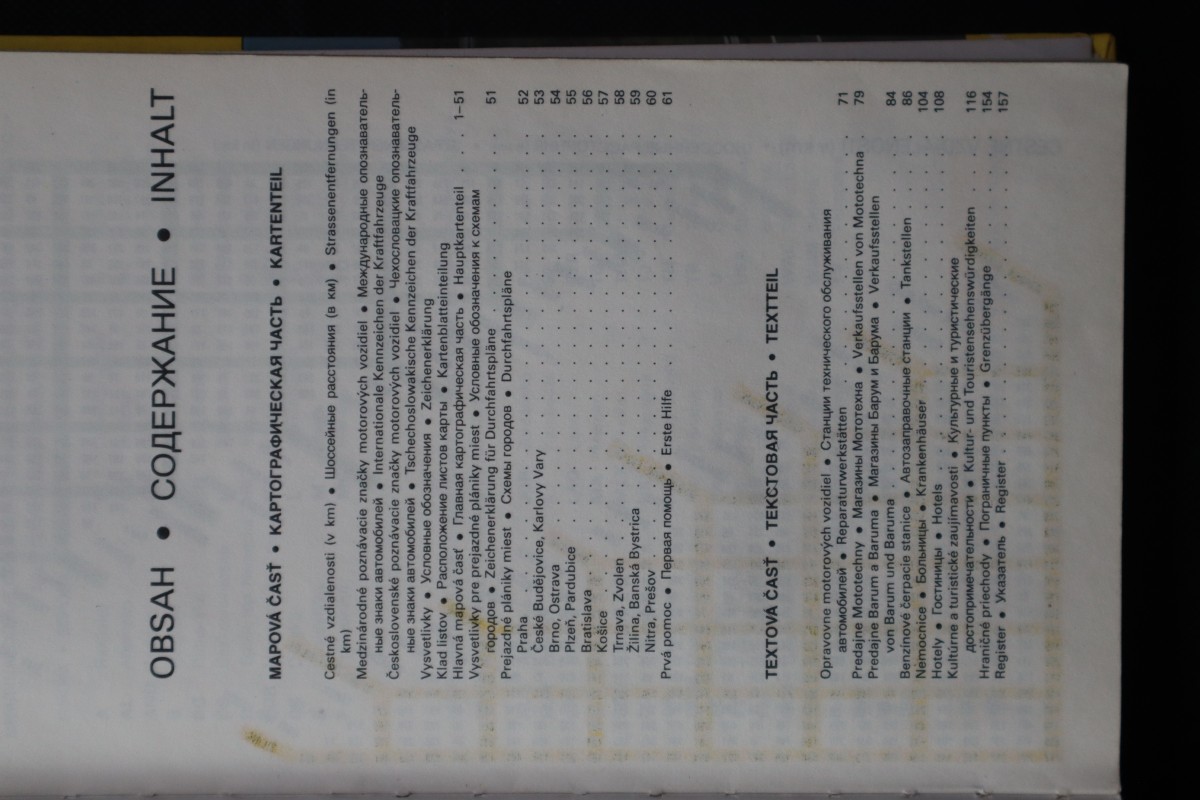 OBSAH • СОДЕРЖАНИЕ • INHALT
MAPOVÁ ČASŤ • КАРТОГРАФИЧЕСКАЯ ЧАСТЬ • KARTENTEIL
Cestné vzdialenosti (v km) • Шоссейные расстояния (в км) • Strassenentfernungen (in
km)
Medzinárodné poznávacie značky motorových vozidiel • Международные опознаватель-
ные знаки автомобилей • Internationale Kennzeichen der Kraftfahrzeuge
Československé poznávacie značky motorových vozidiel • Чехословацкие опознаватель-
ные знаки автомобилей • Tschechoslowakische Kennzeichen der Kraftfahrzeuge
Vysvetlivky • Условные обозначения • Zeichenerklärung
Klad listov • Расположение листов карты • Kartenblatteinteilung
Hlavná mapová časť • Главная картографическая часть • Hauptkartenteil . . . . 1–51
Vysvetlivky pre prejazdné plániky miest • Условные обозначения к схемам
городов • Zeichenerklärung für Durchfahrtspläne . . . . . . . . 51
Prejazdné plániky miest • Схемы городов • Durchfahrtspläne
Praha . . . . . . . . 52
České Budějovice, Karlovy Vary . . . . . . . . 53
Brno, Ostrava . . . . . . . . 54
Plzeň, Pardubice . . . . . . . . 55
Bratislava . . . . . . . . 56
Košice . . . . . . . . 57
Trnava, Zvolen . . . . . . . . 58
Žilina, Banská Bystrica . . . . . . . . 59
Nitra, Prešov . . . . . . . . 60
Prvá pomoc • Первая помощь • Erste Hilfe . . . . . . . . 61
TEXTOVÁ ČASŤ • ТЕКСТОВАЯ ЧАСТЬ • TEXTTEIL
Opravovne motorových vozidiel • Станции технического обслуживания
автомобилей • Reparaturwerkstätten . . . . . . . . 71
Predajne Mototechny • Магазины Мототехна • Verkaufsstellen von Mototechna . . 79
Predajne Barum a Baruma • Магазины Барум и Барума • Verkaufsstellen
von Barum und Baruma . . . . . . . . 84
Benzínové čerpacie stanice • Автозаправочные станции • Tankstellen . . . . 86
Nemocnice • Больницы • Krankenhäuser . . . . . . . . 104
Hotely • Гостиницы • Hotels . . . . . . . . 108
Kultúrne a turistické zaujímavosti • Культурные и туристические
достопримечательности • Kultur- und Touristensehenswürdigkeiten . . . . 116
Hraničné priechody • Пограничные пункты • Grenzübergänge . . . . . . . . 154
Register • Указатель • Register . . . . . . . . 157